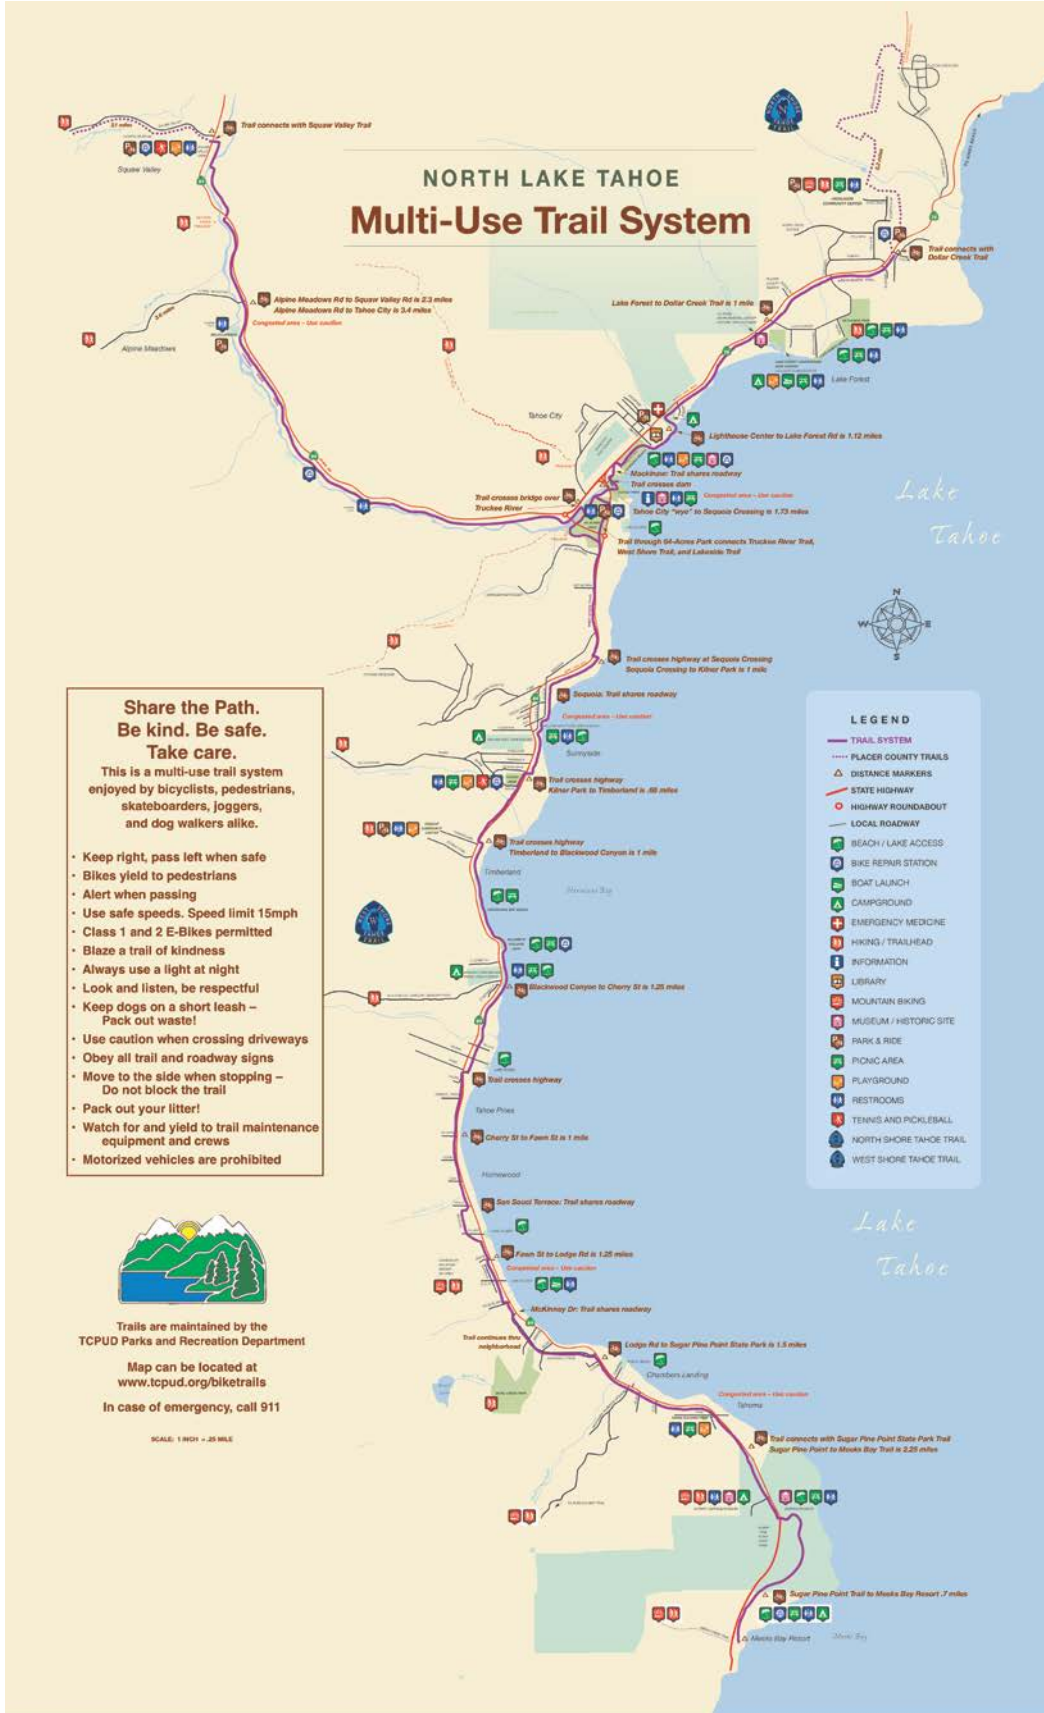 NORTH LAKE TAHOE
Multi-Use Trail System
Trail connects with Squaw Valley Trail
Squaw Valley
Trail connects with
Dollar Creek Trail
Alpine Meadows Rd to Squaw Valley Rd is 2.3 miles
Alpine Meadows Rd to Tahoe City is 3.4 miles
Congested area – Use caution
Alpine Meadows
Lake Forest to Dollar Creek Trail is 1 mile
Lake Forest
Tahoe City
Lighthouse Center to Lake Forest Rd is 1.12 miles
Mackinaw: Trail shares roadway
Trail crosses dam
Congested area – Use caution
Trail crosses bridge over
Truckee River
Tahoe City "wye" to Sequoia Crossing is 1.73 miles
Trail through 64-Acres Park connects Truckee River Trail,
West Shore Trail, and Lakeside Trail
Lake
Tahoe
N
W E
S
Trail crosses highway at Sequoia Crossing
Sequoia Crossing to Kilner Park is 1 mile
Sequoia: Trail shares roadway
Congested area – Use caution
Sunnyside
Trail crosses highway
Kilner Park to Timberland is .68 miles
Trail crosses highway
Timberland to Blackwood Canyon is 1 mile
Timberland
Hurricane Bay
Blackwood Canyon to Cherry St is 1.25 miles
Trail crosses highway
Tahoe Pines
Cherry St to Fawn St is 1 mile
Homewood
San Souci Terrace: Trail shares roadway
Fawn St to Lodge Rd is 1.25 miles
Congested area – Use caution
McKinney Dr: Trail shares roadway
Trail continues thru
neighborhood
Lodge Rd to Sugar Pine Point State Park is 1.5 miles
Chambers Landing
Congested area – Use caution
Tahoma
Trail connects with Sugar Pine Point State Park Trail
Sugar Pine Point to Meeks Bay Trail is 2.25 miles
Sugar Pine Point Trail to Meeks Bay Resort .7 miles
Meeks Bay Resort
Meeks Bay
Share the Path.
Be kind. Be safe.
Take care.
This is a multi-use trail system
enjoyed by bicyclists, pedestrians,
skateboarders, joggers,
and dog walkers alike.
• Keep right, pass left when safe
• Bikes yield to pedestrians
• Alert when passing
• Use safe speeds. Speed limit 15mph
• Class 1 and 2 E-Bikes permitted
• Blaze a trail of kindness
• Always use a light at night
• Look and listen, be respectful
• Keep dogs on a short leash –
Pack out waste!
• Use caution when crossing driveways
• Obey all trail and roadway signs
• Move to the side when stopping –
Do not block the trail
• Pack out your litter!
• Watch for and yield to trail maintenance
equipment and crews
• Motorized vehicles are prohibited
Trails are maintained by the
TCPUD Parks and Recreation Department
Map can be located at
www.tcpud.org/biketrails
In case of emergency, call 911
SCALE: 1 INCH = .25 MILE
LEGEND
TRAIL SYSTEM
PLACER COUNTY TRAILS
DISTANCE MARKERS
STATE HIGHWAY
HIGHWAY ROUNDABOUT
LOCAL ROADWAY
BEACH / LAKE ACCESS
BIKE REPAIR STATION
BOAT LAUNCH
CAMPGROUND
EMERGENCY MEDICINE
HIKING / TRAILHEAD
INFORMATION
LIBRARY
MOUNTAIN BIKING
MUSEUM / HISTORIC SITE
PARK & RIDE
PICNIC AREA
PLAYGROUND
RESTROOMS
TENNIS AND PICKLEBALL
NORTH SHORE TAHOE TRAIL
WEST SHORE TAHOE TRAIL
Lake
Tahoe